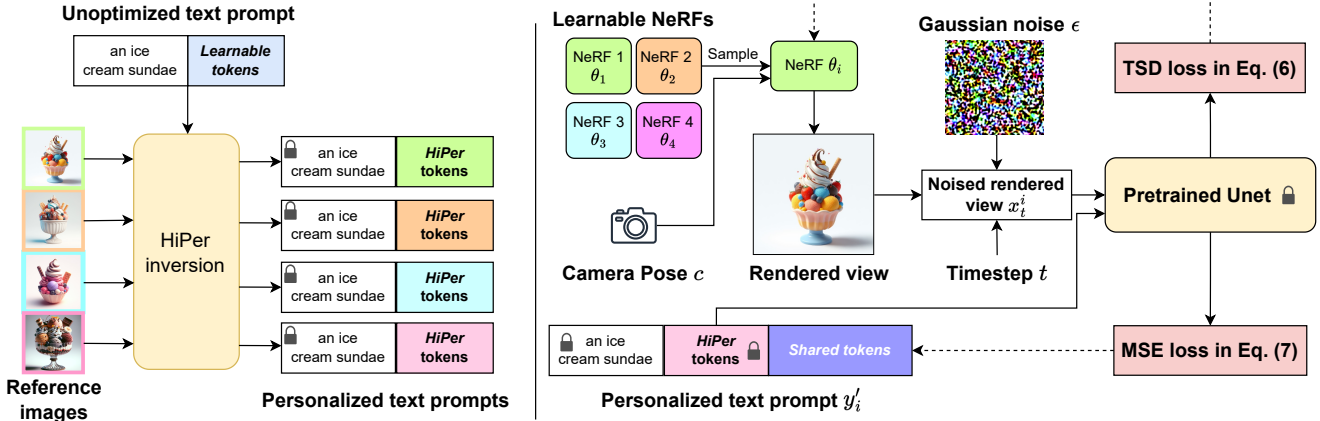 Unoptimized text prompt
an ice
cream sundae
Learnable
tokens
HiPer
inversion
an ice
cream sundae
HiPer
tokens
an ice
cream sundae
HiPer
tokens
an ice
cream sundae
HiPer
tokens
an ice
cream sundae
HiPer
tokens
Reference
images
Personalized text prompts
Learnable NeRFs
NeRF 1
θ₁
NeRF 2
θ₂
NeRF 3
θ₃
NeRF 4
θ₄
Sample
NeRF θᵢ
Camera Pose c
Rendered view
Gaussian noise ϵ
Noised rendered
view xₜⁱ
Timestep t
TSD loss in Eq. (6)
Pretrained Unet
MSE loss in Eq. (7)
an ice
cream sundae
HiPer
tokens
Shared tokens
Personalized text prompt y′ᵢ